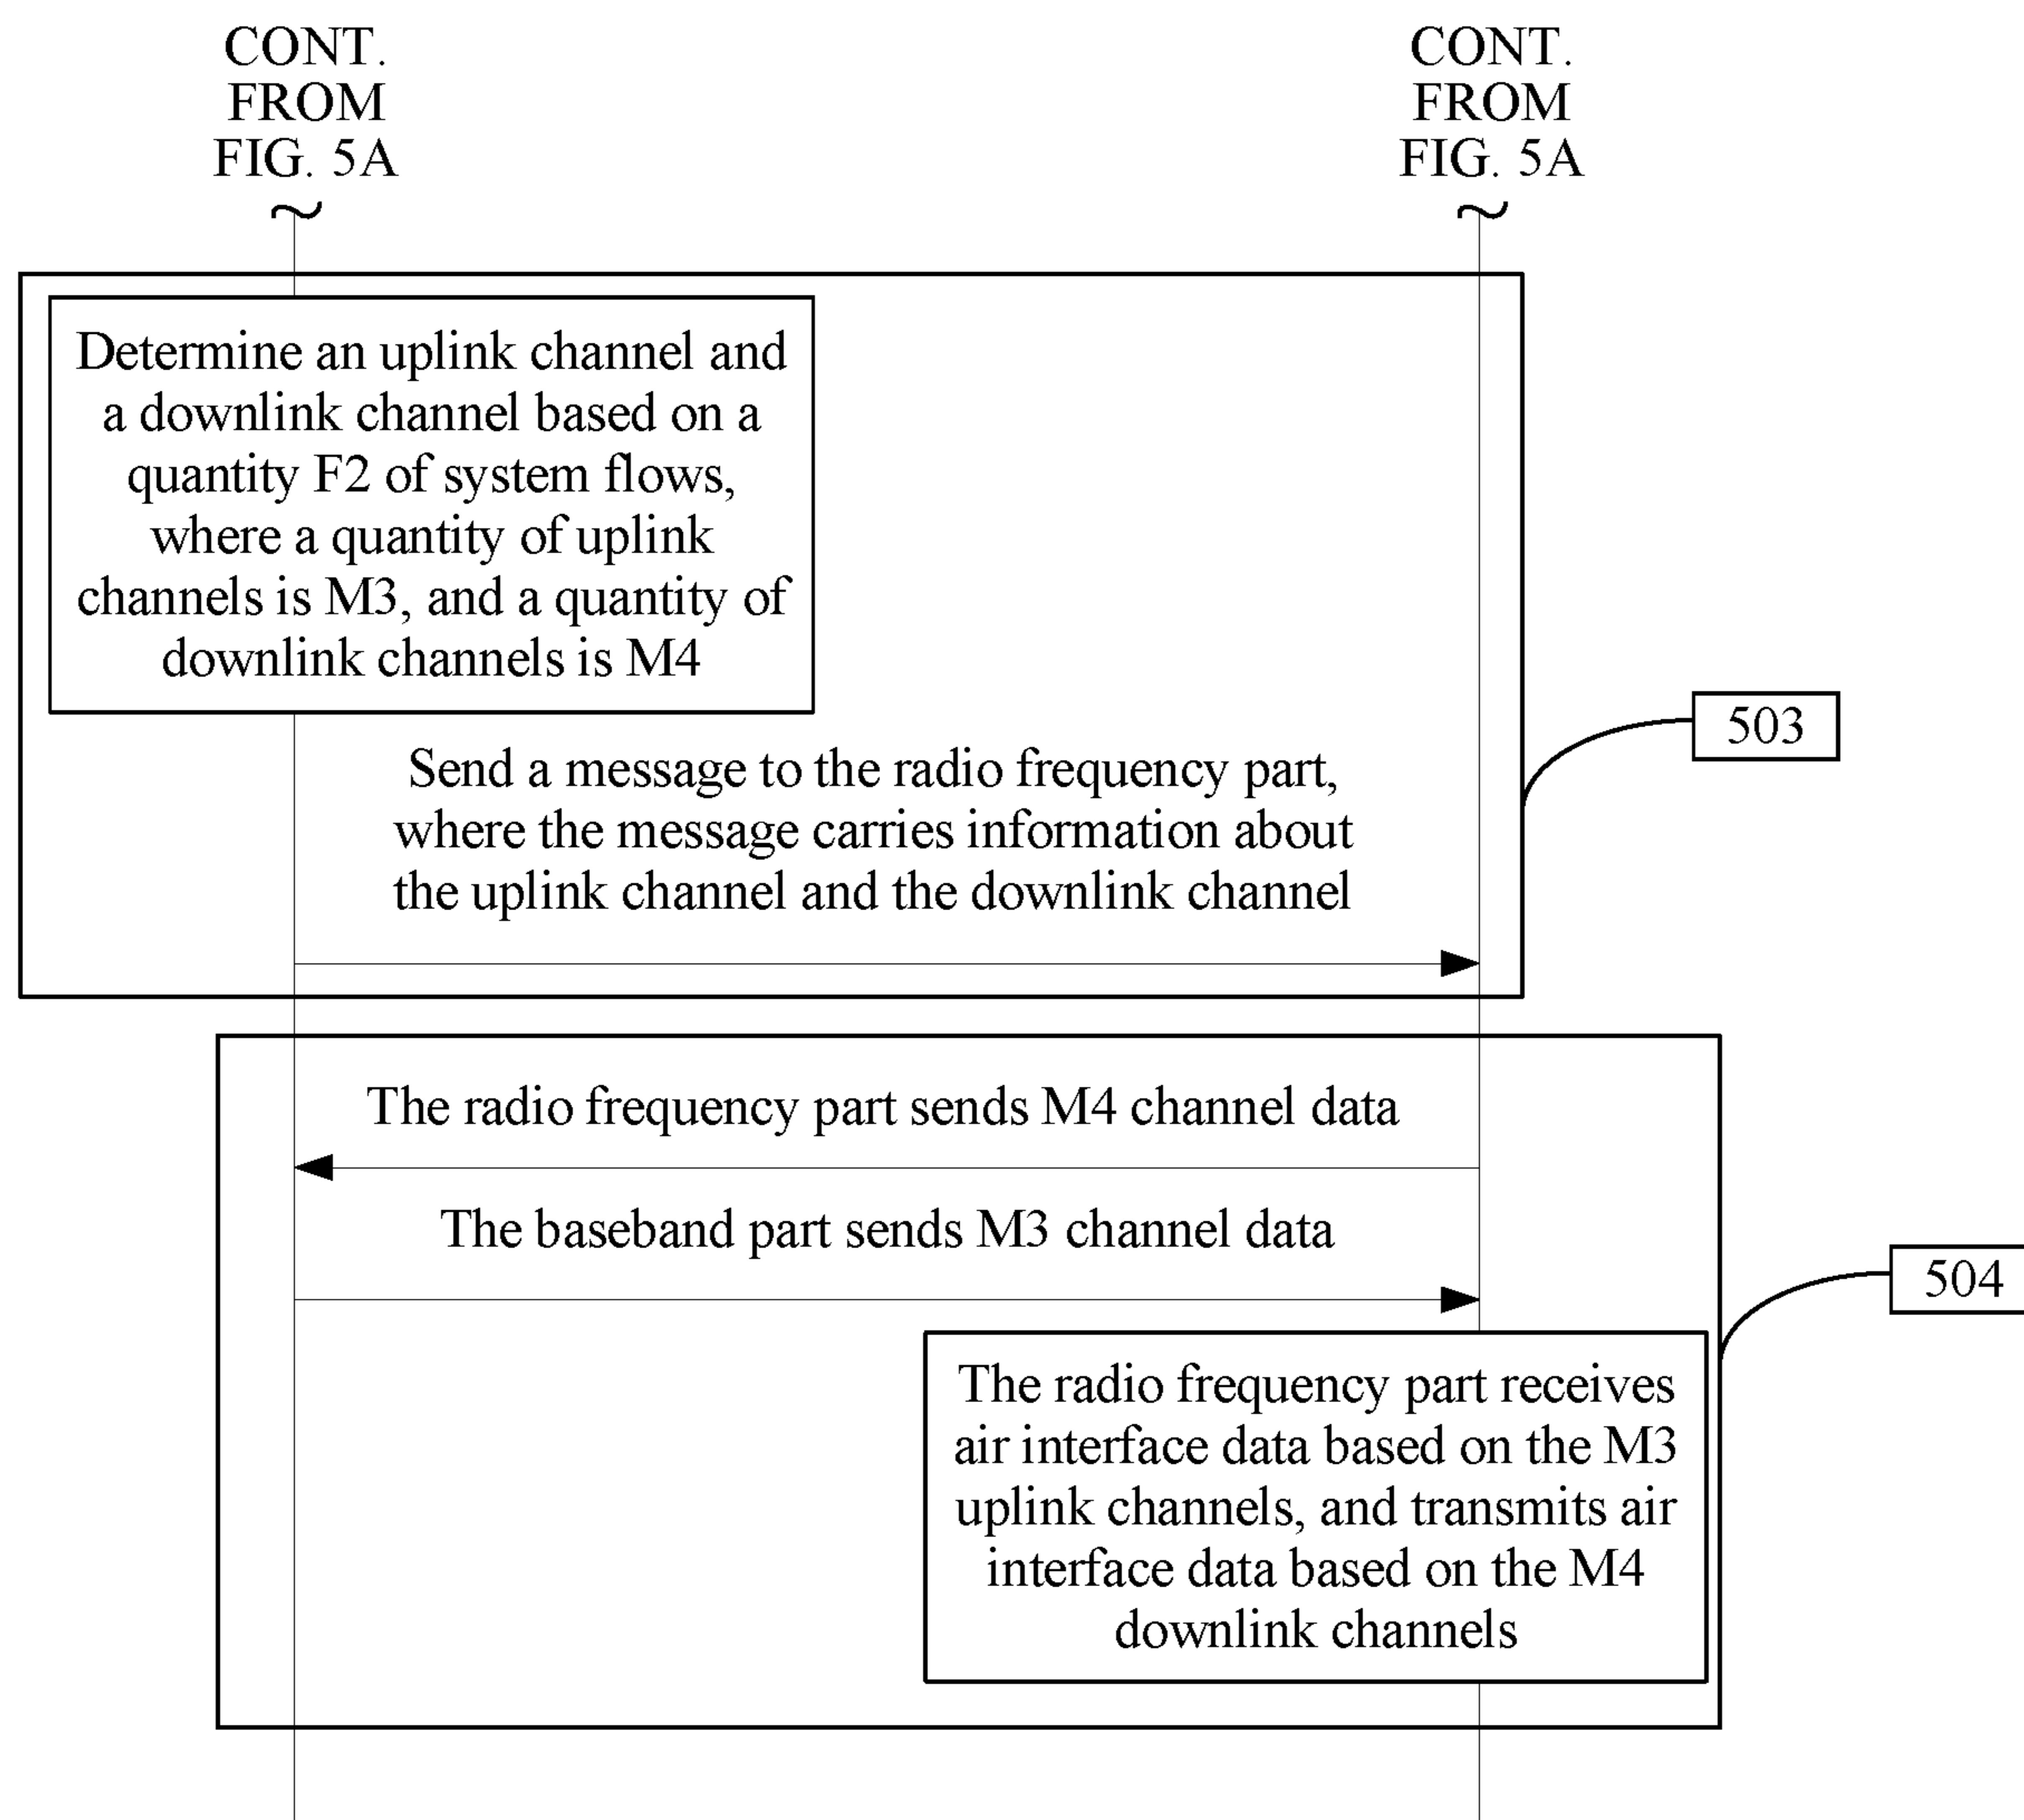 CONT.
FROM
FIG. 5A
CONT.
FROM
FIG. 5A
Determine an uplink channel and
a downlink channel based on a
quantity F2 of system flows,
where a quantity of uplink
channels is M3, and a quantity of
downlink channels is M4
503
Send a message to the radio frequency part,
where the message carries information about
the uplink channel and the downlink channel
The radio frequency part sends M4 channel data
The baseband part sends M3 channel data
504
The radio frequency part receives
air interface data based on the M3
uplink channels, and transmits air
interface data based on the M4
downlink channels